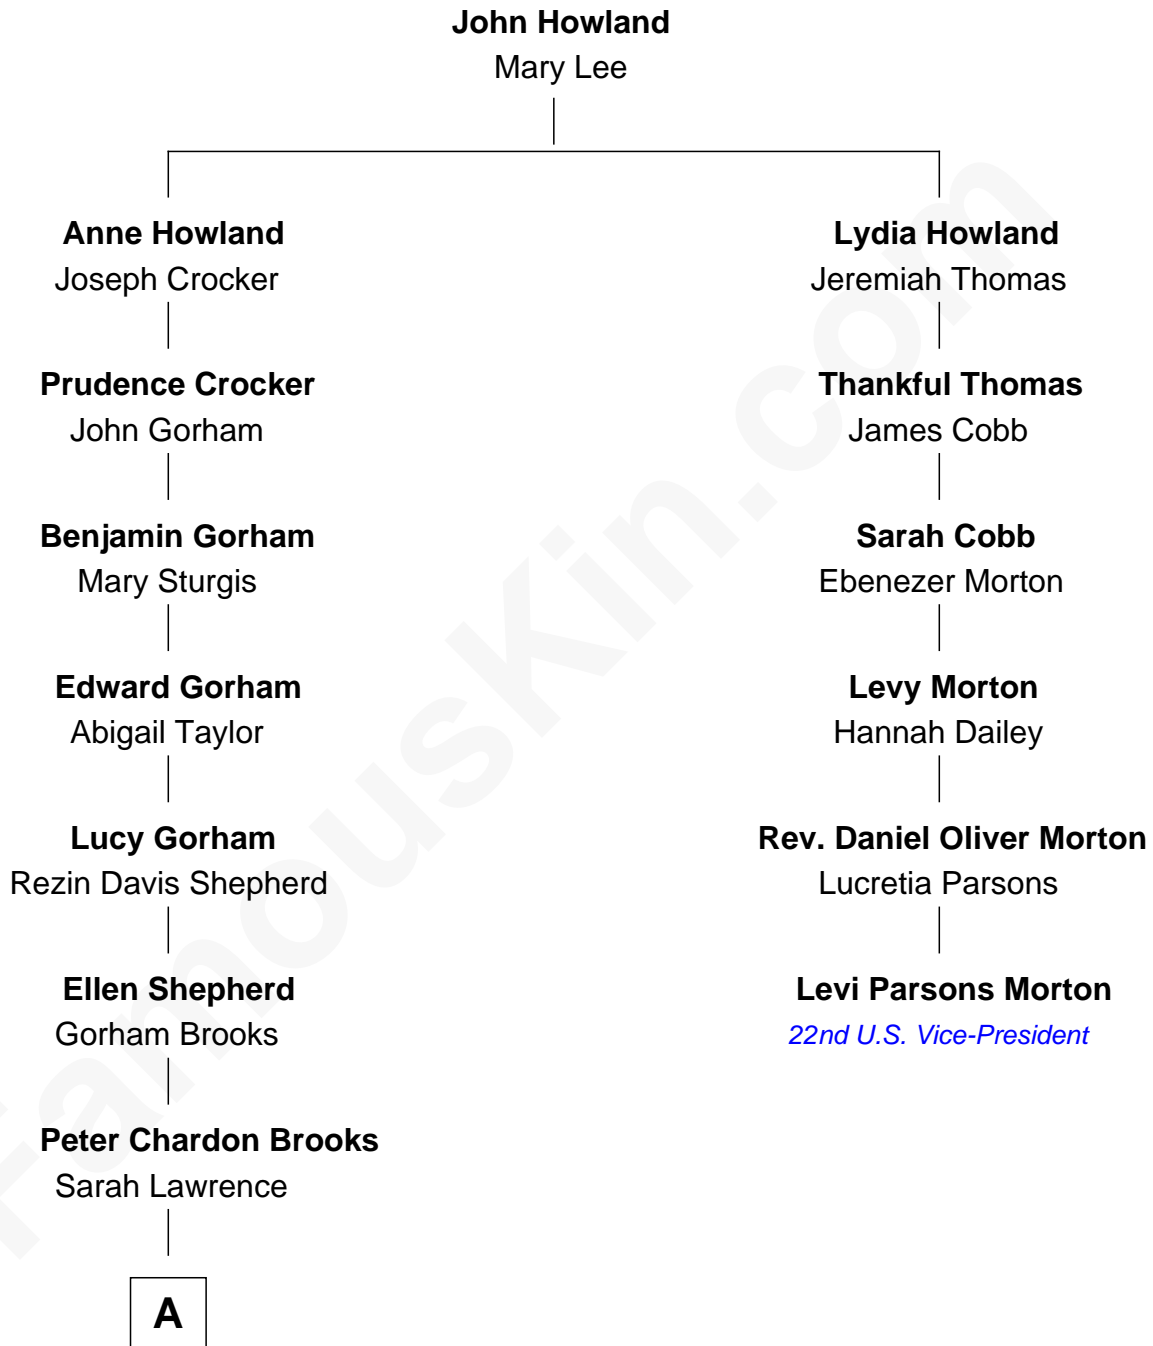 John Howland
Mary Lee
Anne Howland
Joseph Crocker
Lydia Howland
Jeremiah Thomas
Prudence Crocker
John Gorham
Thankful Thomas
James Cobb
Benjamin Gorham
Mary Sturgis
Sarah Cobb
Ebenezer Morton
Edward Gorham
Abigail Taylor
Levy Morton
Hannah Dailey
Lucy Gorham
Rezin Davis Shepherd
Rev. Daniel Oliver Morton
Lucretia Parsons
Ellen Shepherd
Gorham Brooks
Levi Parsons Morton
22nd U.S. Vice-President
Peter Chardon Brooks
Sarah Lawrence
A
FamousKin.com